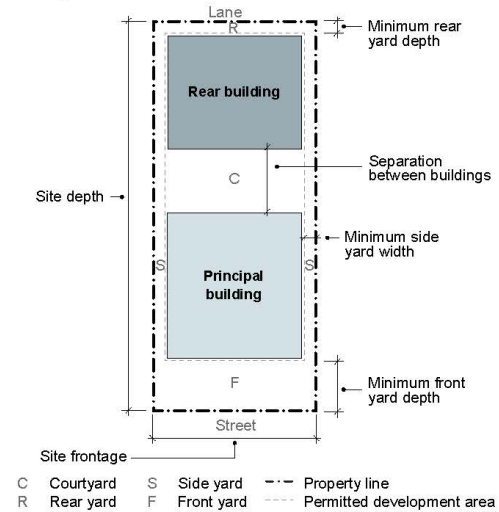 Lane
R
Minimum rear
yard depth
Rear building
Separation
between buildings
C
Site depth
Minimum side
yard width
S
S
Principal
building
F
Minimum front
yard depth
Street
Site frontage
C Courtyard S Side yard Property line
R Rear yard F Front yard Permitted development area